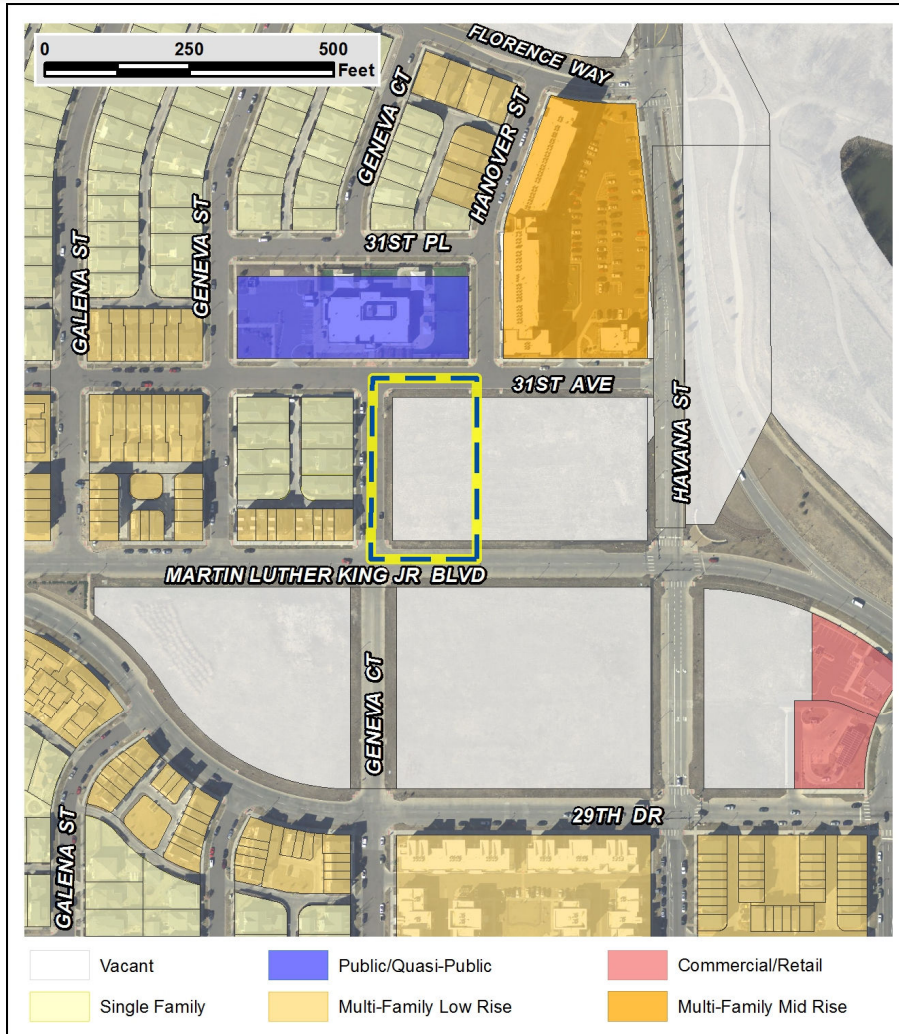 0 250 500
Feet
FLORENCE WAY
GENEVA CT
HANOVER ST
31ST PL
GENEVA ST
GALENA ST
31ST AVE
HAVANA ST
MARTIN LUTHER KING JR BLVD
GENEVA CT
29TH DR
GALENA ST
Vacant
Public/Quasi-Public
Commercial/Retail
Single Family
Multi-Family Low Rise
Multi-Family Mid Rise